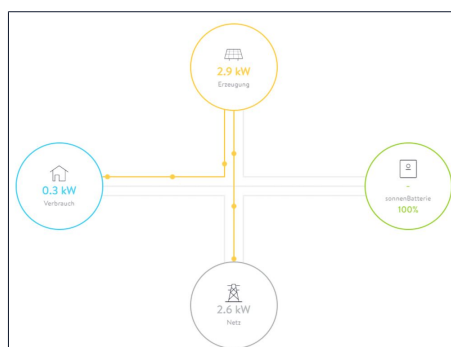 2.9 kW
Erzeugung
0.3 kW
Verbrauch
-
sonnenBatterie
100%
2.6 kW
Netz